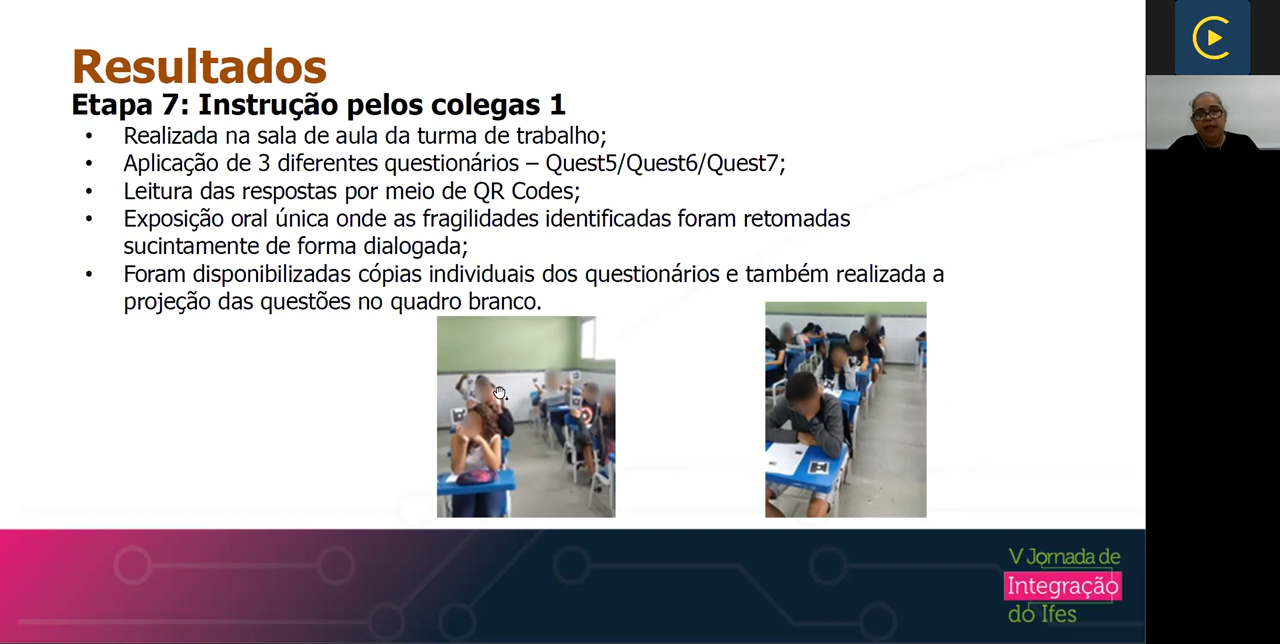 Resultados
Etapa 7: Instrução pelos colegas 1
• Realizada na sala de aula da turma de trabalho;
• Aplicação de 3 diferentes questionários – Quest5/Quest6/Quest7;
• Leitura das respostas por meio de QR Codes;
• Exposição oral única onde as fragilidades identificadas foram retomadas
sucintamente de forma dialogada;
• Foram disponibilizadas cópias individuais dos questionários e também realizada a
projeção das questões no quadro branco.
V Jornada de
Integração
do Ifes